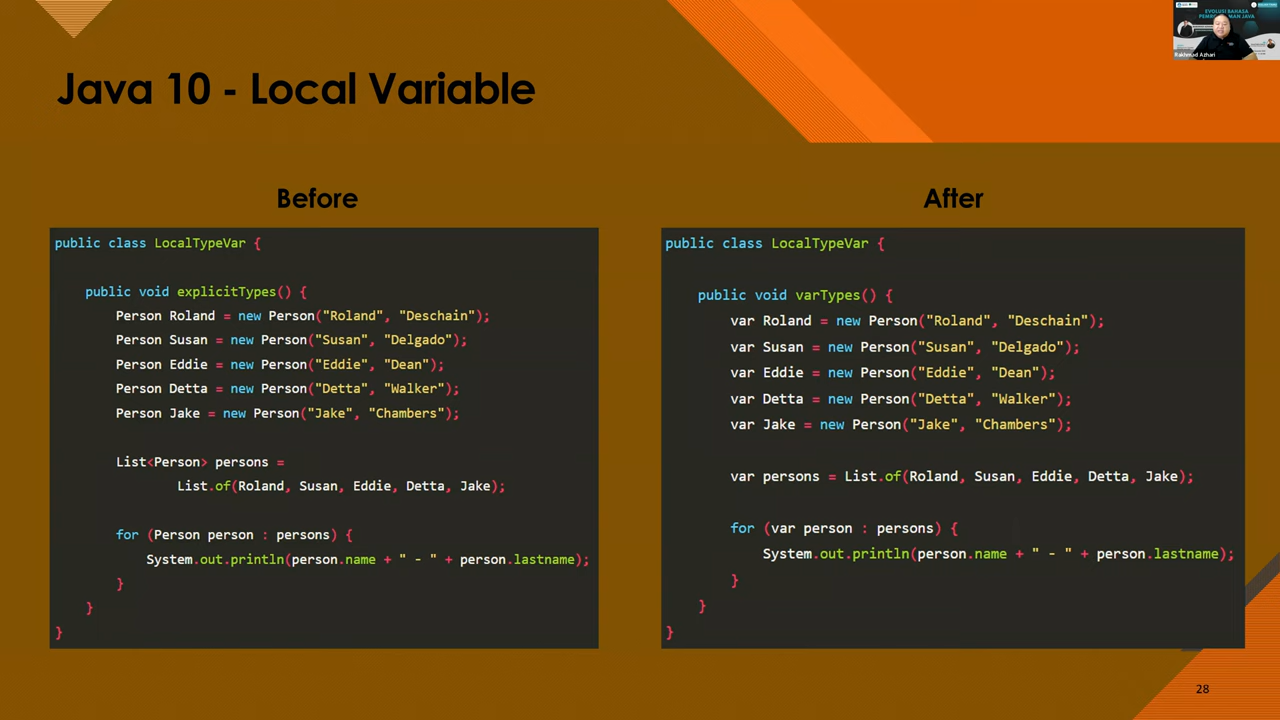 Java 10 - Local Variable
EVOLUSI BAHASA
PEMROGRAMAN JAVA
Rakhmad Azhari
Before
public class LocalTypeVar {
public void explicitTypes() {
Person Roland = new Person("Roland", "Deschain");
Person Susan = new Person("Susan", "Delgado");
Person Eddie = new Person("Eddie", "Dean");
Person Detta = new Person("Detta", "Walker");
Person Jake = new Person("Jake", "Chambers");
List<Person> persons =
List.of(Roland, Susan, Eddie, Detta, Jake);
for (Person person : persons) {
System.out.println(person.name + " - " + person.lastname);
}
}
}
After
public class LocalTypeVar {
public void varTypes() {
var Roland = new Person("Roland", "Deschain");
var Susan = new Person("Susan", "Delgado");
var Eddie = new Person("Eddie", "Dean");
var Detta = new Person("Detta", "Walker");
var Jake = new Person("Jake", "Chambers");
var persons = List.of(Roland, Susan, Eddie, Detta, Jake);
for (var person : persons) {
System.out.println(person.name + " - " + person.lastname);
}
}
}
28